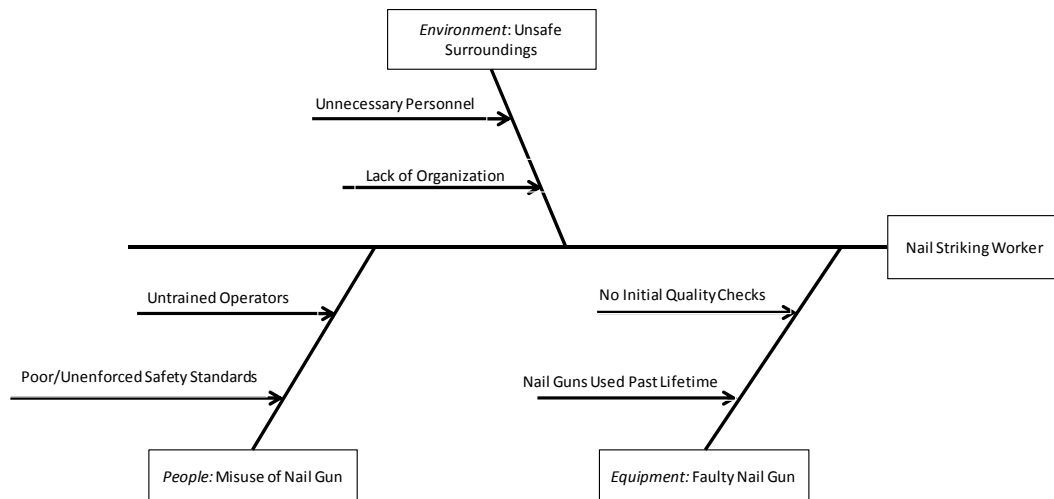 Environment: Unsafe
Surroundings
Unnecessary Personnel
Lack of Organization
Nail Striking Worker
Untrained Operators
No Initial Quality Checks
Poor/Unenforced Safety Standards
Nail Guns Used Past Lifetime
People: Misuse of Nail Gun
Equipment: Faulty Nail Gun